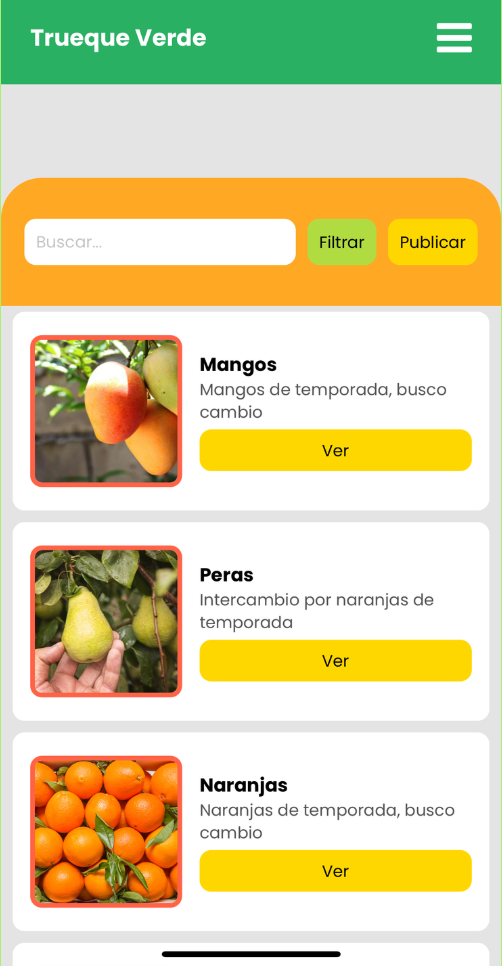 Trueque Verde
Buscar...
Filtrar
Publicar
Mangos
Mangos de temporada, busco
cambio
Ver
Peras
Intercambio por naranjas de
temporada
Ver
Naranjas
Naranjas de temporada, busco
cambio
Ver